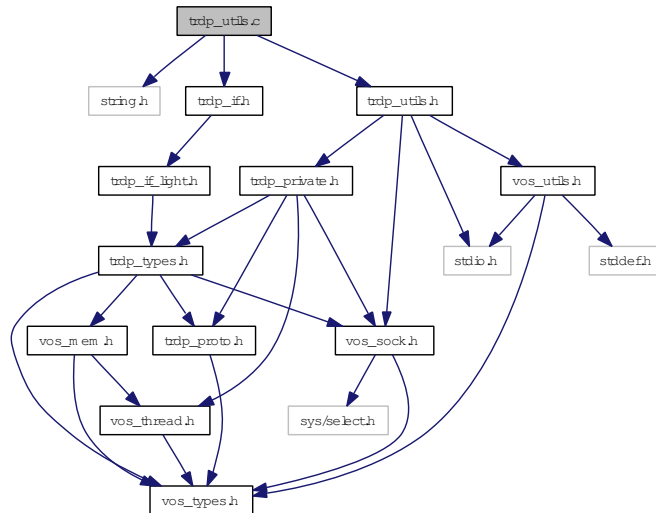 trdp_utils.c
string.h
trdp_if.h
trdp_utils.h
trdp_if_light.h
trdp_private.h
vos_utils.h
trdp_types.h
stdio.h
stddef.h
vos_mem.h
trdp_proto.h
vos_sock.h
vos_thread.h
sys/select.h
vos_types.h